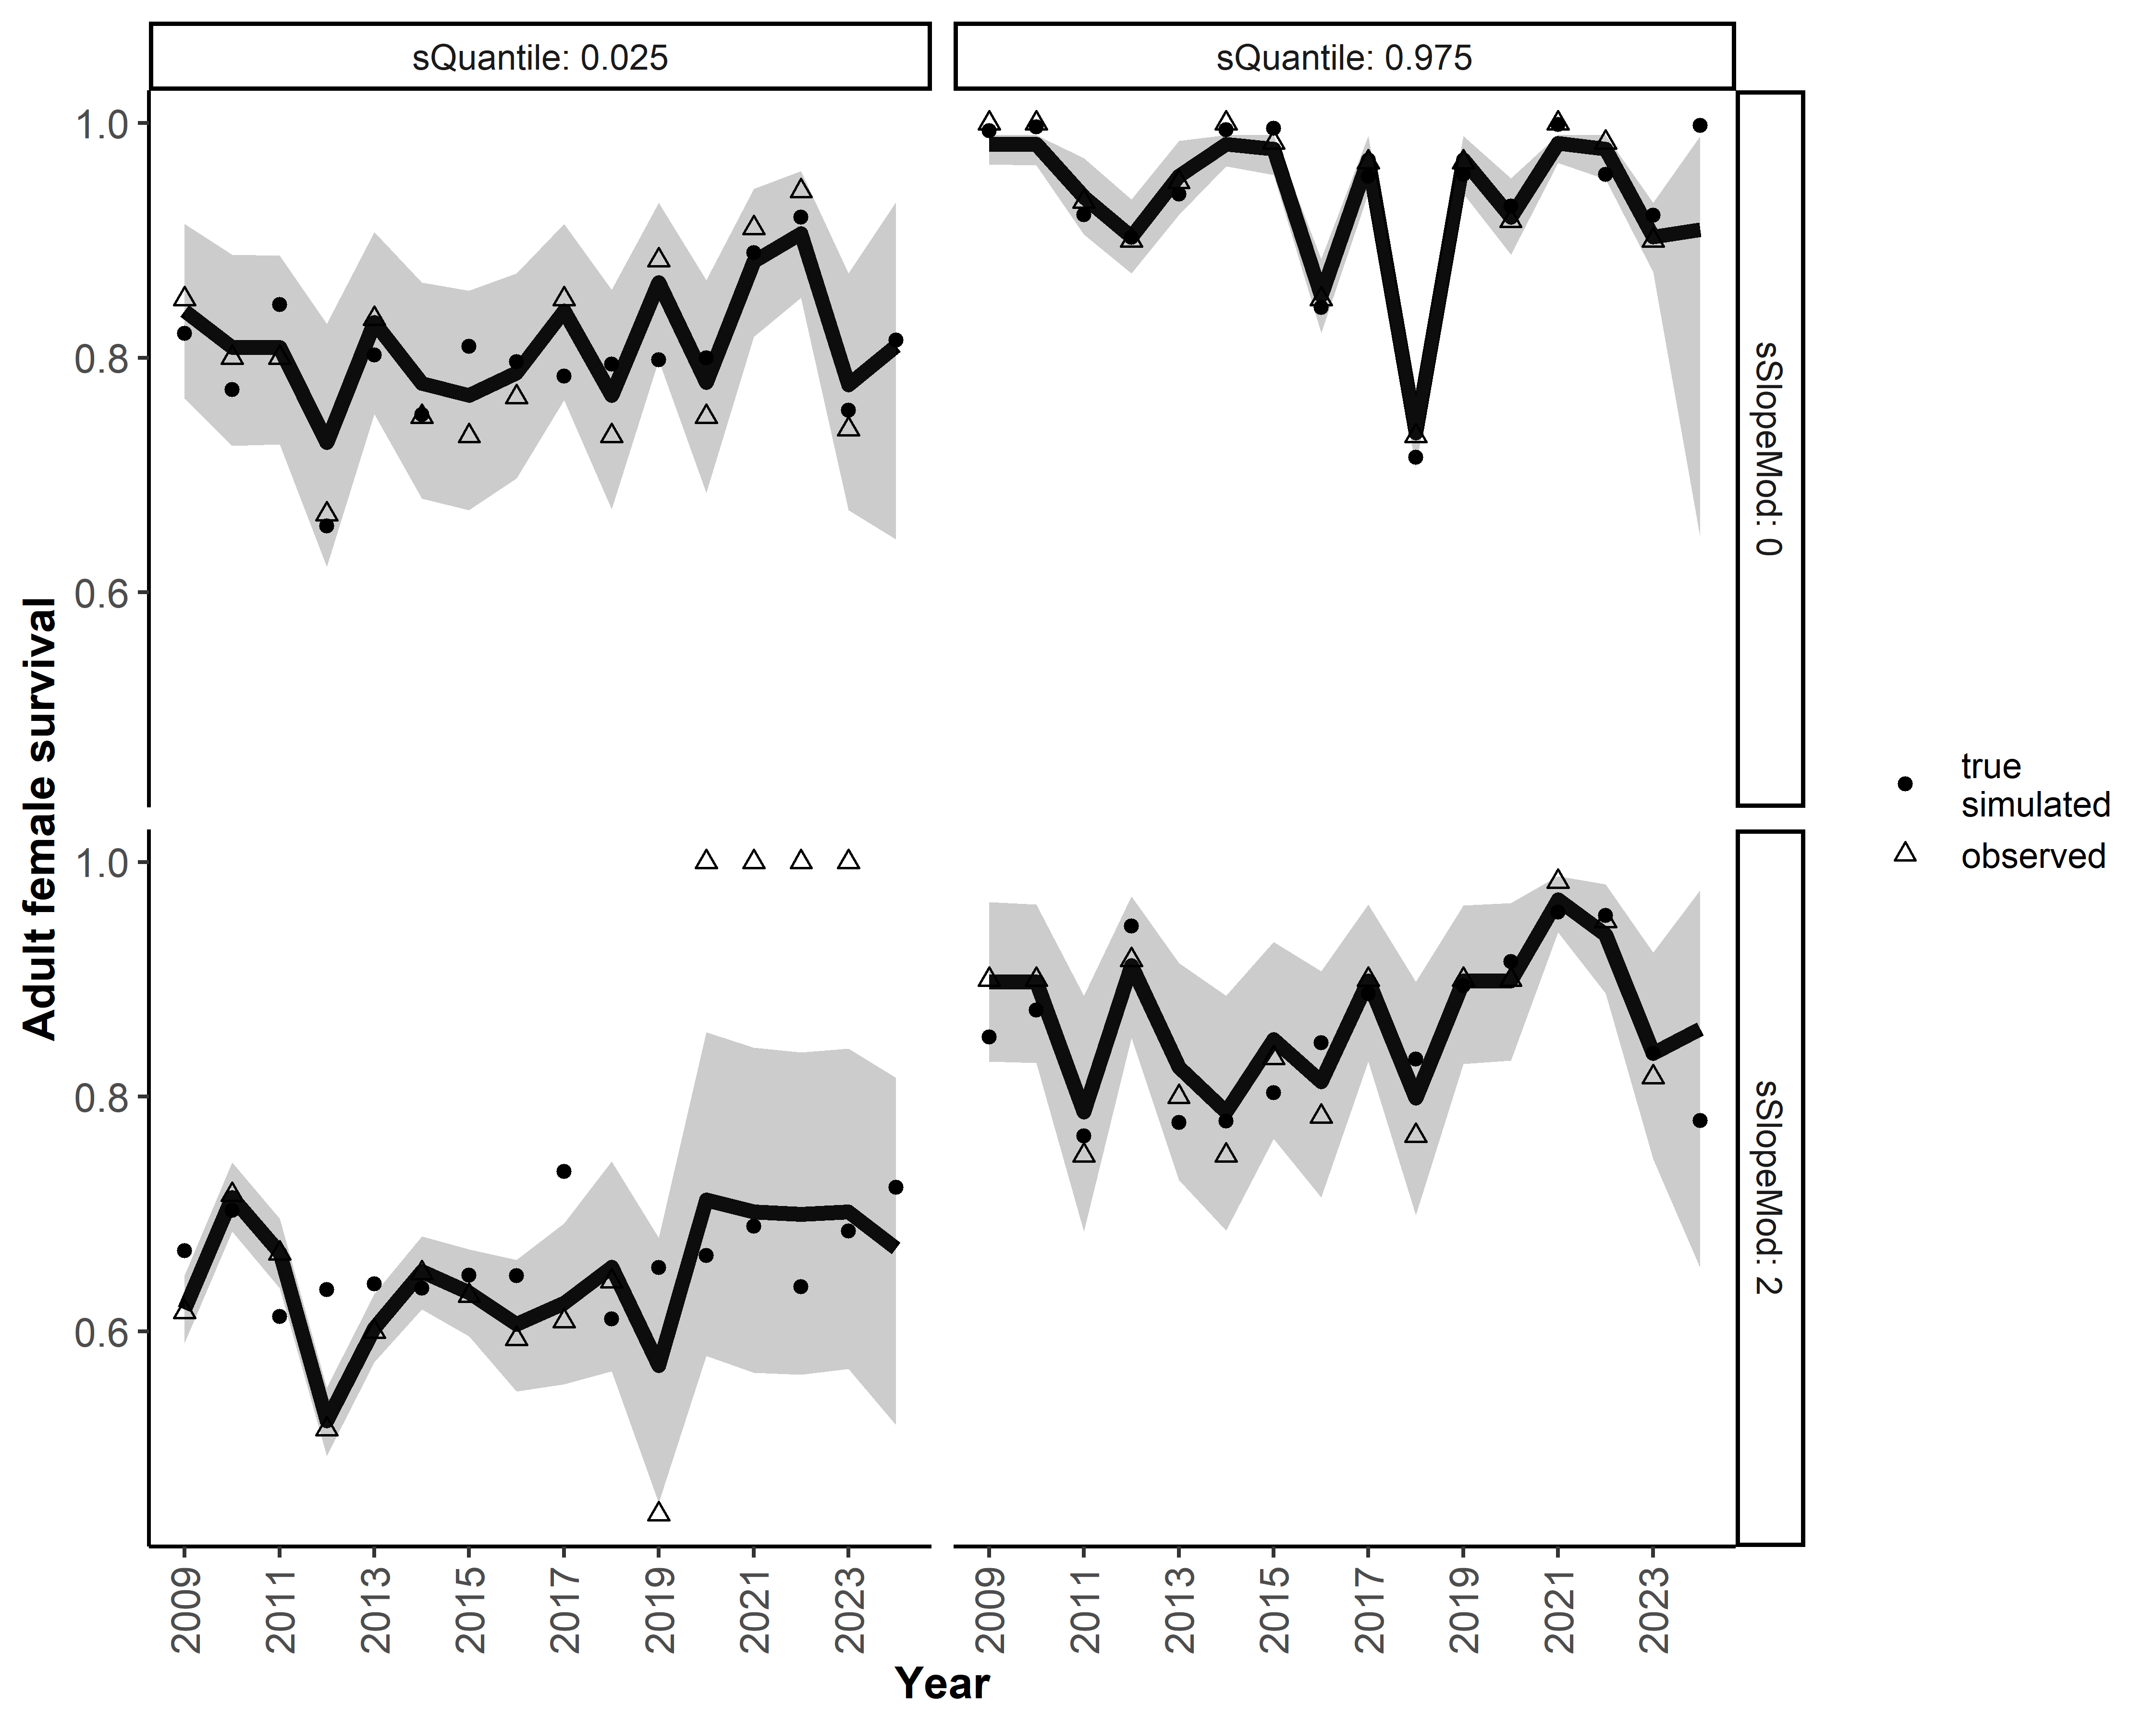 sQuantile: 0.025
sQuantile: 0.975
sSlopeMod: 0
sSlopeMod: 2
Adult female survival
1.0
0.8
0.6
1.0
0.8
0.6
2009
2011
2013
2015
2017
2019
2021
2023
2009
2011
2013
2015
2017
2019
2021
2023
Year
true
simulated
observed